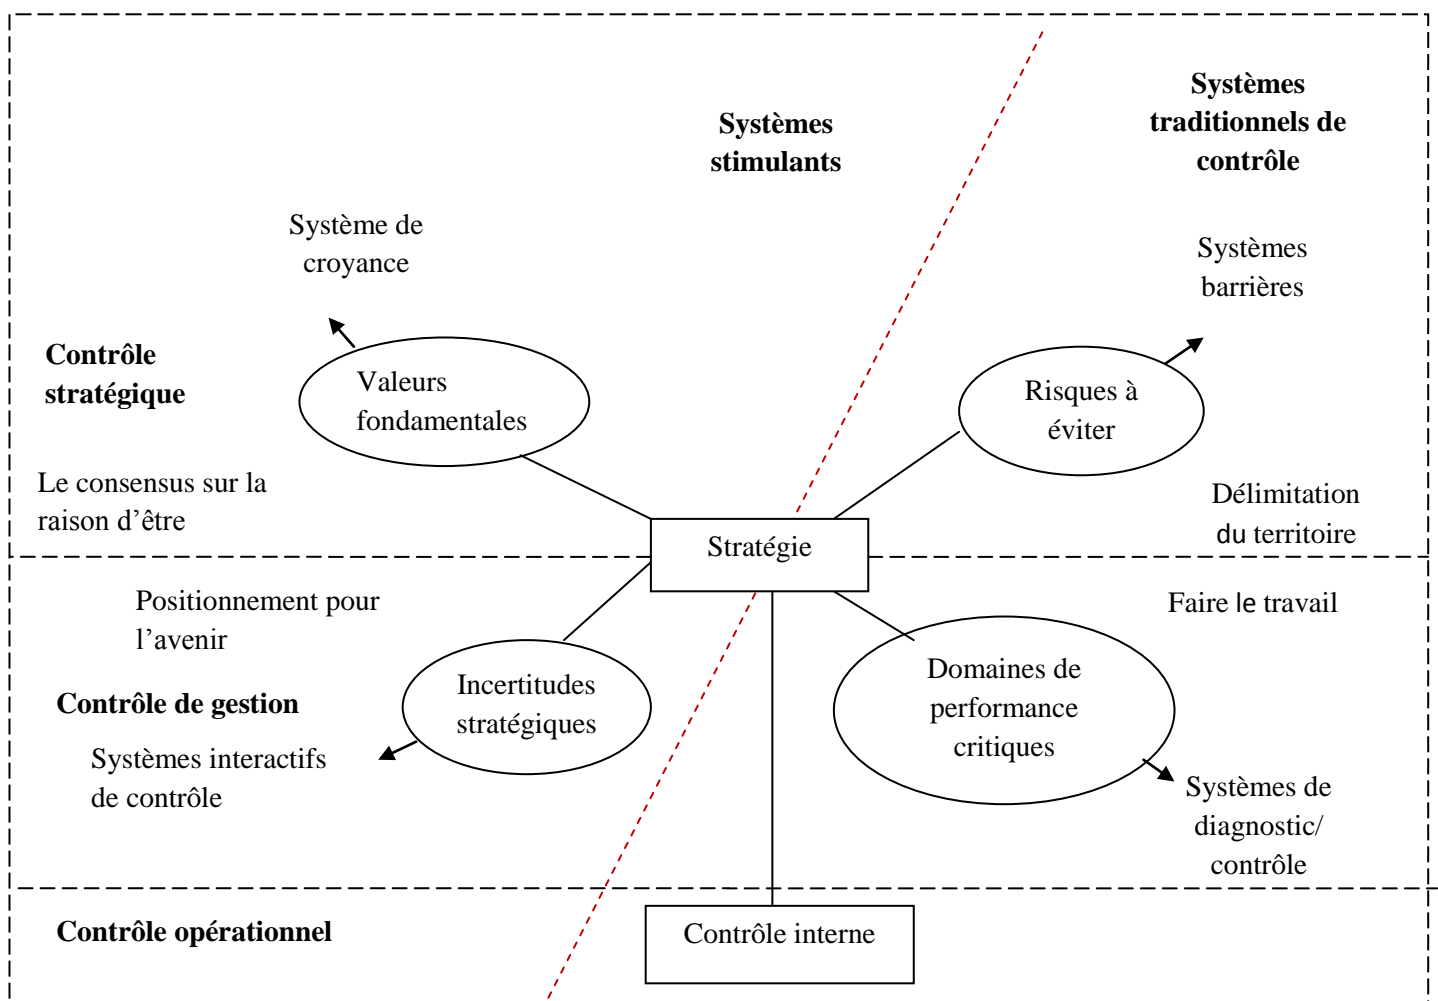 Systèmes
stimulants
Systèmes
traditionnels de
contrôle
Système de
croyance
Systèmes
barrières
Contrôle
stratégique
Valeurs
fondamentales
Risques à
éviter
Le consensus sur la
raison d’être
Délimitation
du territoire
Stratégie
Positionnement pour
l’avenir
Faire le travail
Contrôle de gestion
Incertitudes
stratégiques
Domaines de
performance
critiques
Systèmes interactifs
de contrôle
Systèmes de
diagnostic/
contrôle
Contrôle opérationnel
Contrôle interne